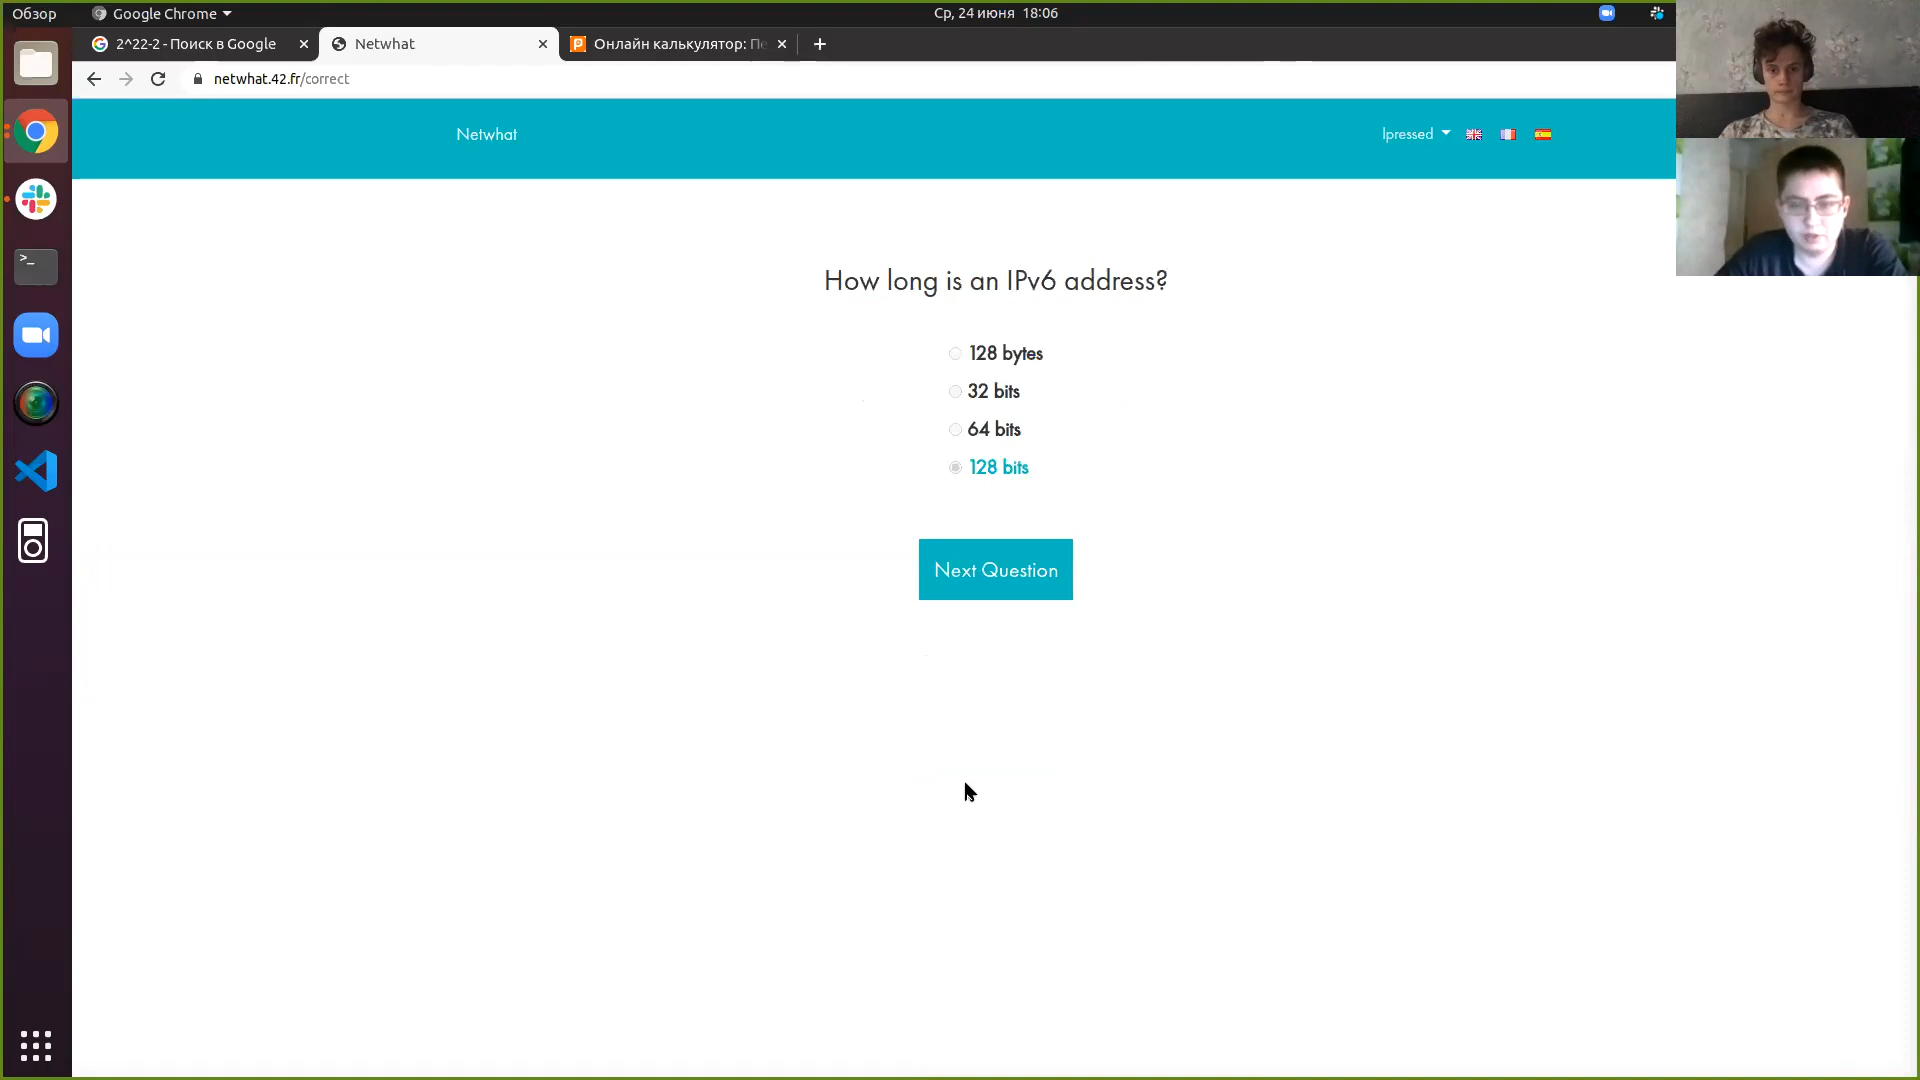 Обзор
Google Chrome
Ср, 24 июня 18:06
2^22-2 - Поиск в Google
Netwhat
Онлайн калькулятор: Пе
netwhat.42.fr/correct
Netwhat
lpressed
How long is an IPv6 address?
128 bytes
32 bits
64 bits
128 bits
Next Question